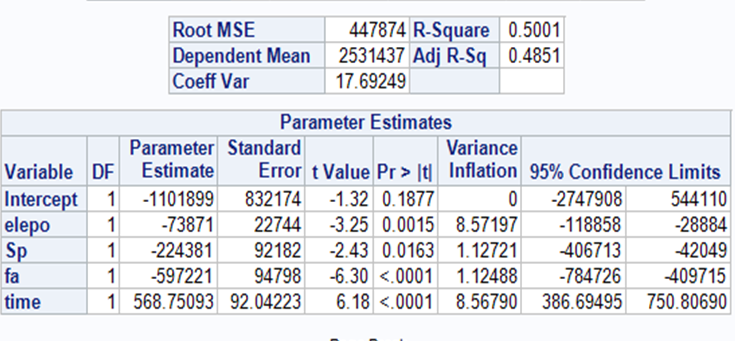 Root MSE 447874 R-Square 0.5001
Dependent Mean 2531437 Adj R-Sq 0.4851
Coeff Var 17.69249
Parameter Estimates
Variable DF Parameter Estimate Standard Error t Value Pr > |t| Variance Inflation 95% Confidence Limits
Intercept 1 -1101899 832174 -1.32 0.1877 0 -2747908 544110
elepo 1 -73871 22744 -3.25 0.0015 8.57197 -118858 -28884
Sp 1 -224381 92182 -2.43 0.0163 1.12721 -406713 -42049
fa 1 -597221 94798 -6.30 <.0001 1.12488 -784726 -409715
time 1 568.75093 92.04223 6.18 <.0001 8.56790 386.69495 750.80690